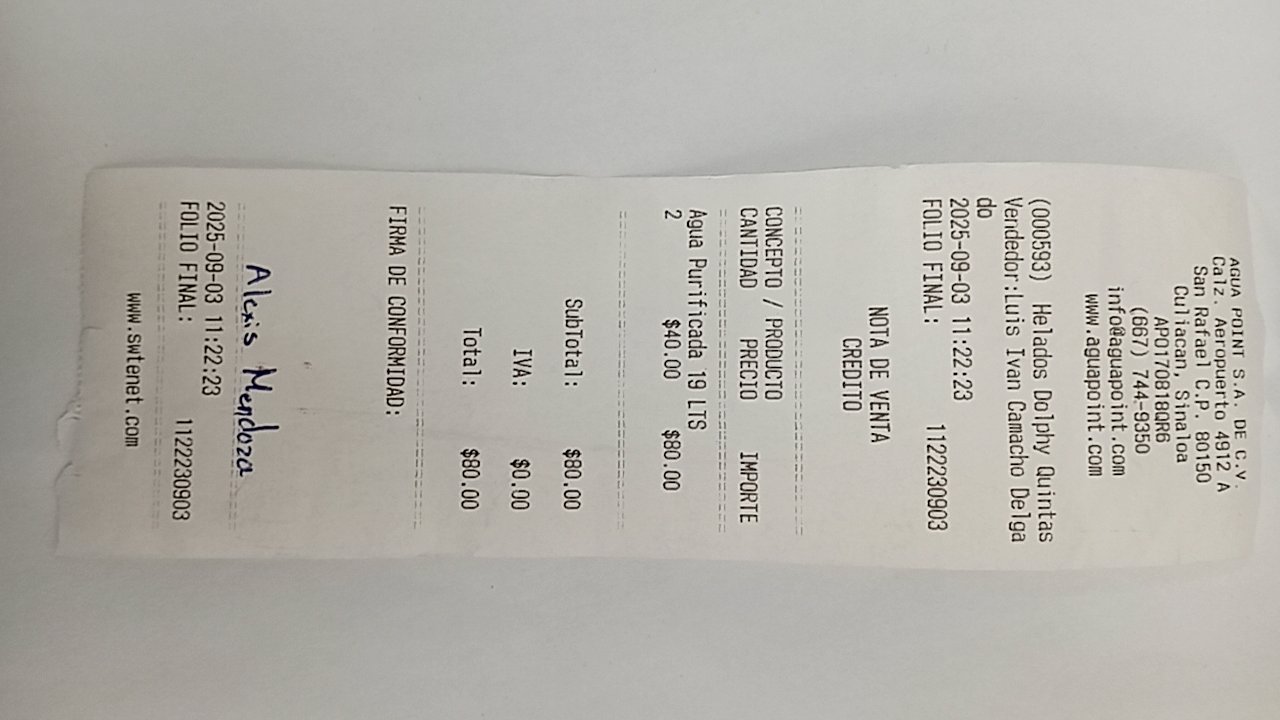 AGUA POINT S.A. DE C.V.
Calz. Aeropuerto 4912 A
San Rafael C.P. 80150
Culiacan, Sinaloa
APO170818QR6
(667) 744-9350
info@aguapoint.com
www.aguapoint.com
(000593) Helados Dolphy Quintas
Vendedor:Luis Ivan Camacho Delga
do
2025-09-03 11:22:23
FOLIO FINAL: 1122230903
NOTA DE VENTA
CREDITO
CONCEPTO / PRODUCTO
CANTIDAD PRECIO IMPORTE
Agua Purificada 19 LTS
2 $40.00 $80.00
SubTotal: $80.00
IVA: $0.00
Total: $80.00
FIRMA DE CONFORMIDAD:
Alexis Mendoza
2025-09-03 11:22:23
FOLIO FINAL: 1122230903
www.swtenet.com